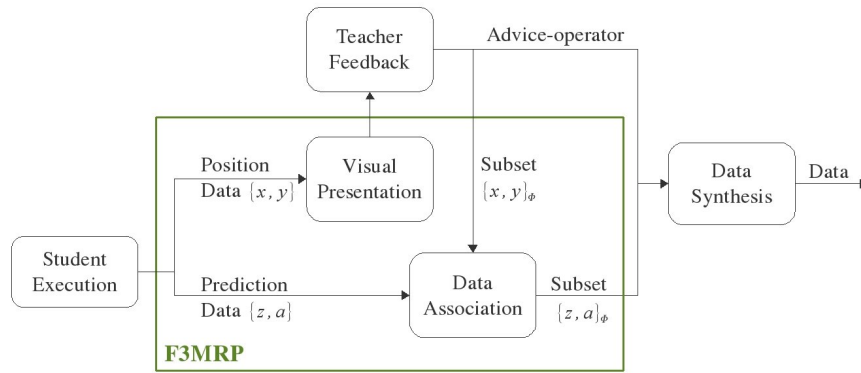 Teacher
Feedback
Advice-operator
Position
Data {x, y}
Visual
Presentation
Subset
{x, y}Φ
Data
Synthesis
Data
Student
Execution
Prediction
Data {z, a}
Data
Association
Subset
{z, a}Φ
F3MRP